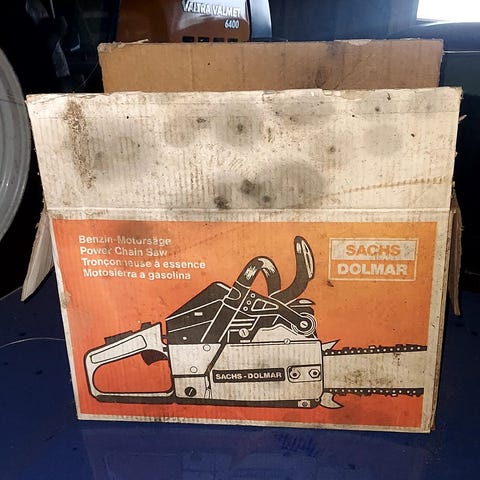 VALTRA VALMET
6400
Benzin-Motorsäge
Power Chain Saw
Tronçonneuse à essence
Motosierra a gasolina
SACHS
DOLMAR
SACHS-DOLMAR